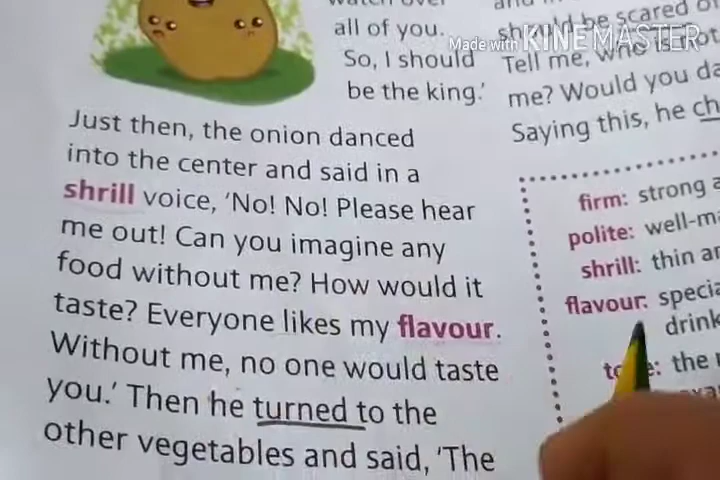 all of you.
So, I should
be the king.'
Just then, the onion danced
into the center and said in a
shrill voice, 'No! No! Please hear
me out! Can you imagine any
food without me? How would it
taste? Everyone likes my flavour.
Without me, no one would taste
you.' Then he turned to the
other vegetables and said, 'The
should be scared of
Tell me, who is
me? Would you
Saying this, he
firm: strong
polite:
shrill: thin
flavour:
drink
the
Made with KINEMASTER